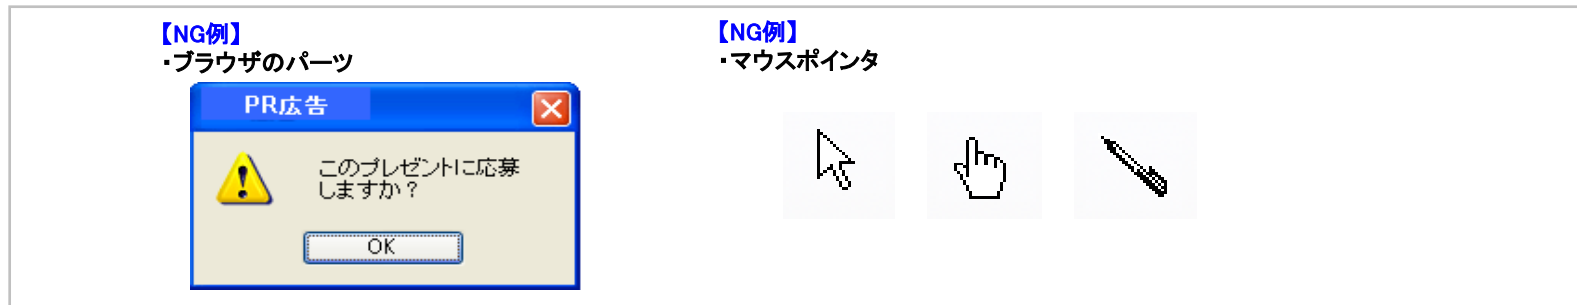 【NG例】
・ブラウザのパーツ
PR広告
このプレゼントに応募
しますか？
OK
【NG例】
・マウスポインタ